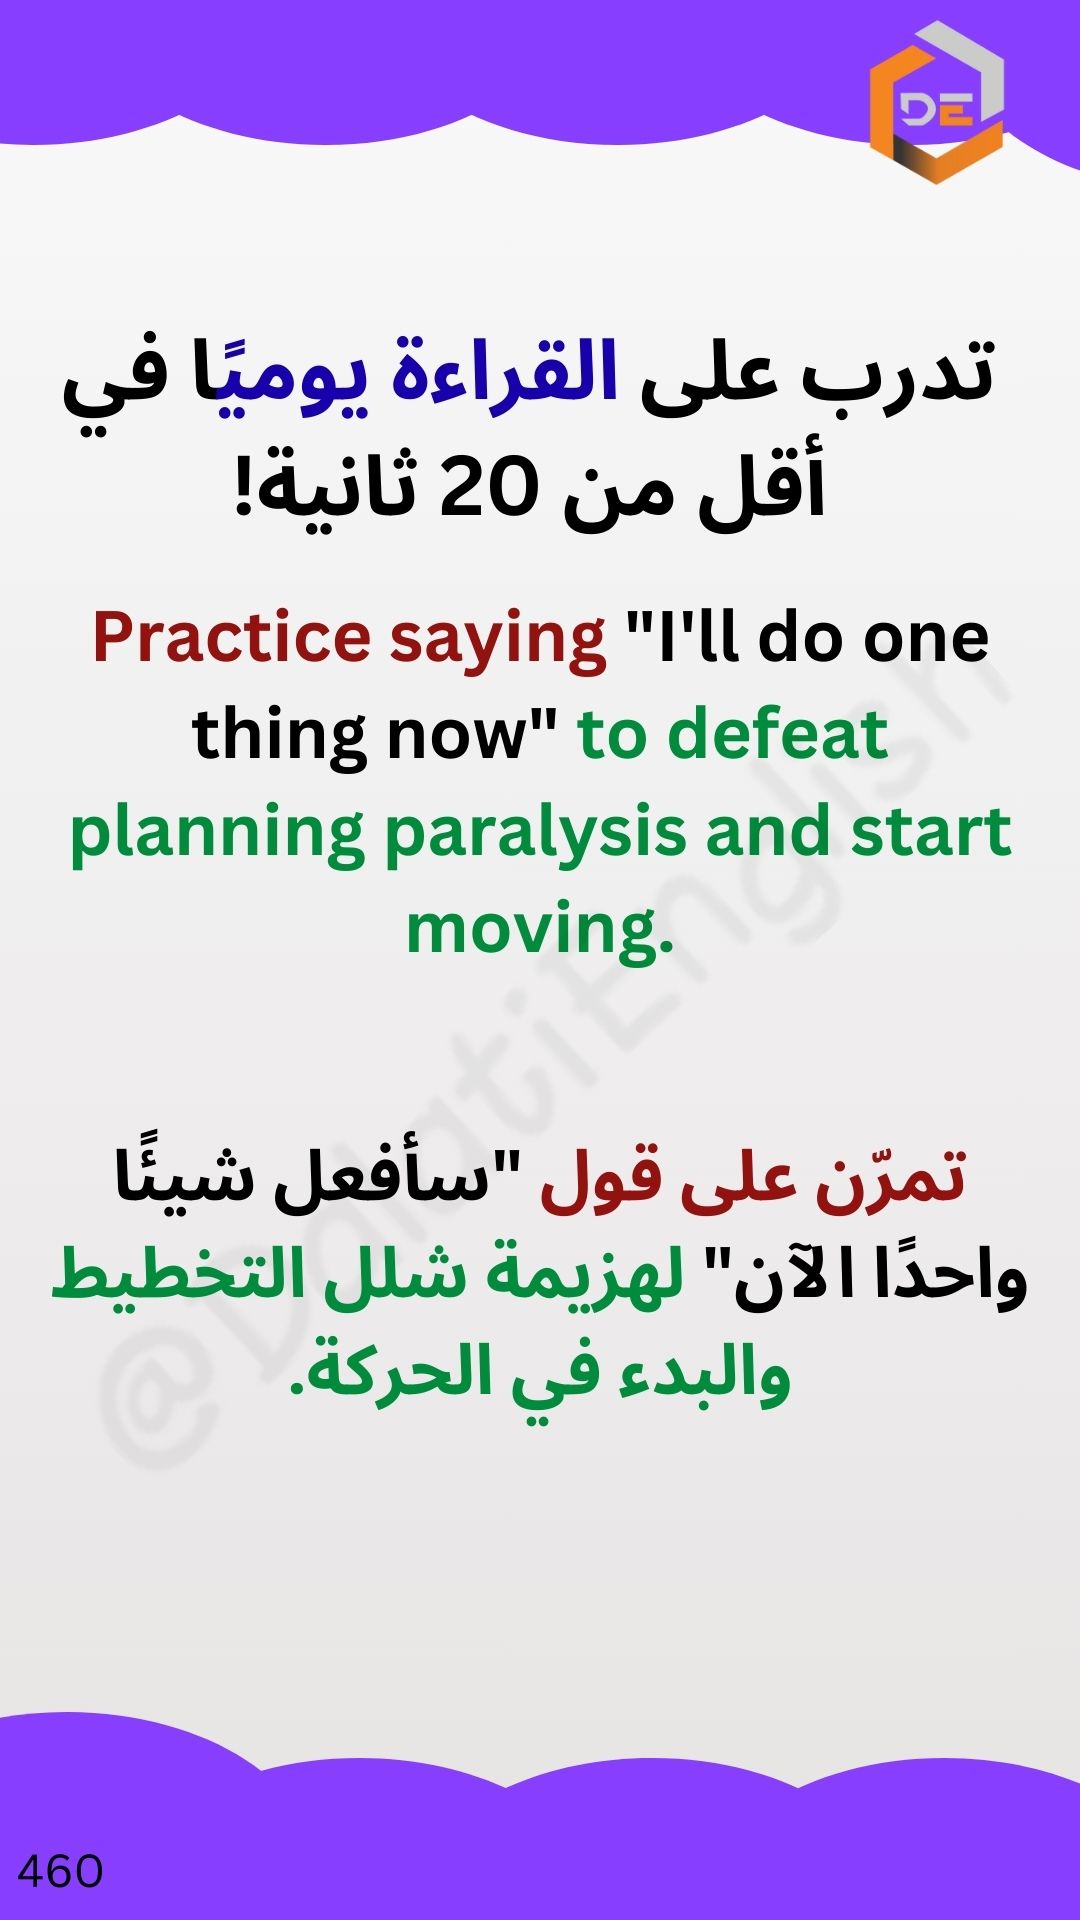 DE
تدرب على القراءة يوميًا في
أقل من 20 ثانية!
Practice saying "I'll do one
thing now" to defeat
planning paralysis and start
moving.
تمرّن على قول "سأفعل شيئًا
واحدًا الآن" لهزيمة شلل التخطيط
والبدء في الحركة.
@DalatiEnglish
460